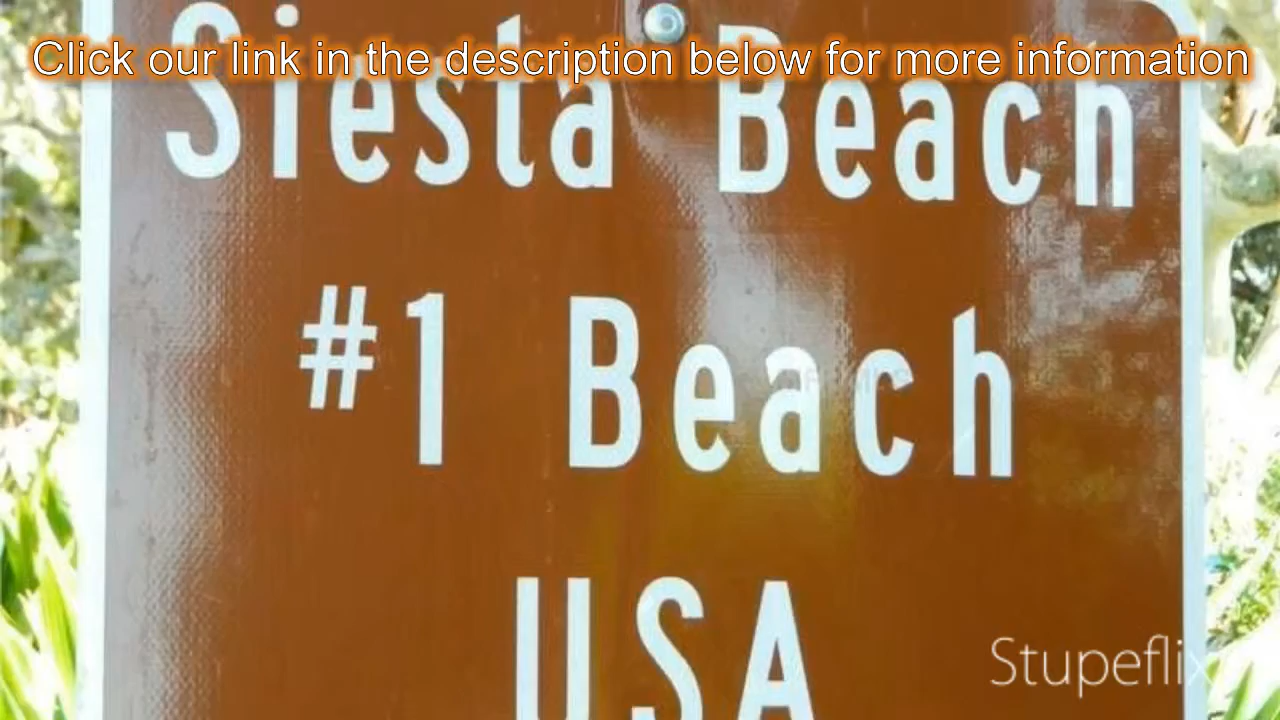 Click our link in the description below for more information
Siesta Beach
#1 Beach
USA
Stupeflix